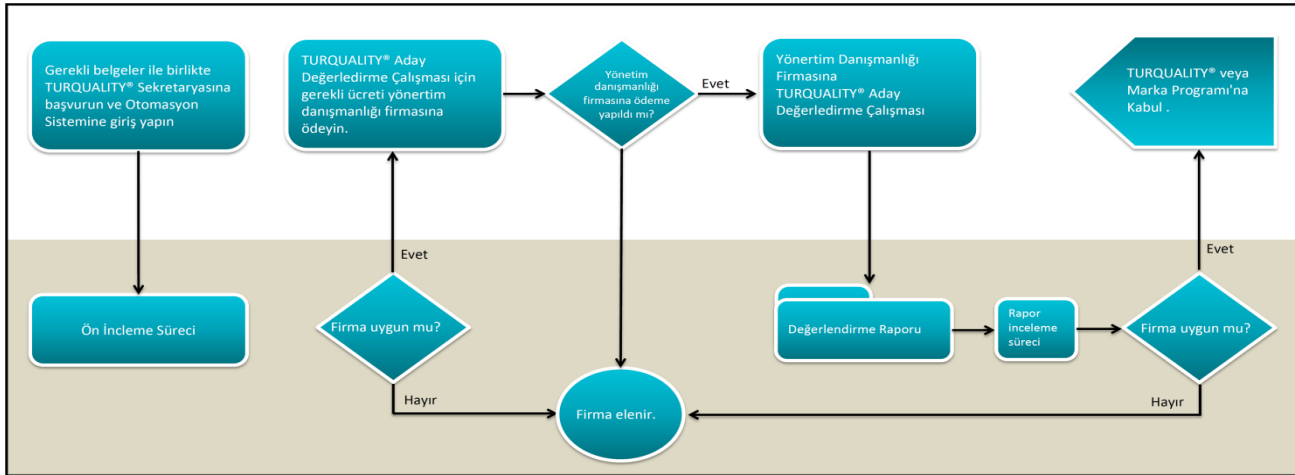 Gerekli belgeler ile birlikte
TURQUALITY® Sekretaryasına
başvurun ve Otomasyon
Sistemine giriş yapın
TURQUALITY® Aday
Değerledirme Çalışması için
gerekli ücreti yönertim
danışmanlığı firmasına
ödeyin.
Yönetim
danışmanlığı
firmasına ödeme
yapıldı mı?
Evet
Yönertim Danışmanlığı
Firmasına
TURQUALITY® Aday
Değerledirme Çalışması
TURQUALITY® veya
Marka Programı'na
Kabul .
Evet
Evet
Ön İncleme Süreci
Firma uygun mu?
Değerlendirme Raporu
Rapor
inceleme
süreci
Firma uygun mu?
Hayır
Firma elenir.
Hayır